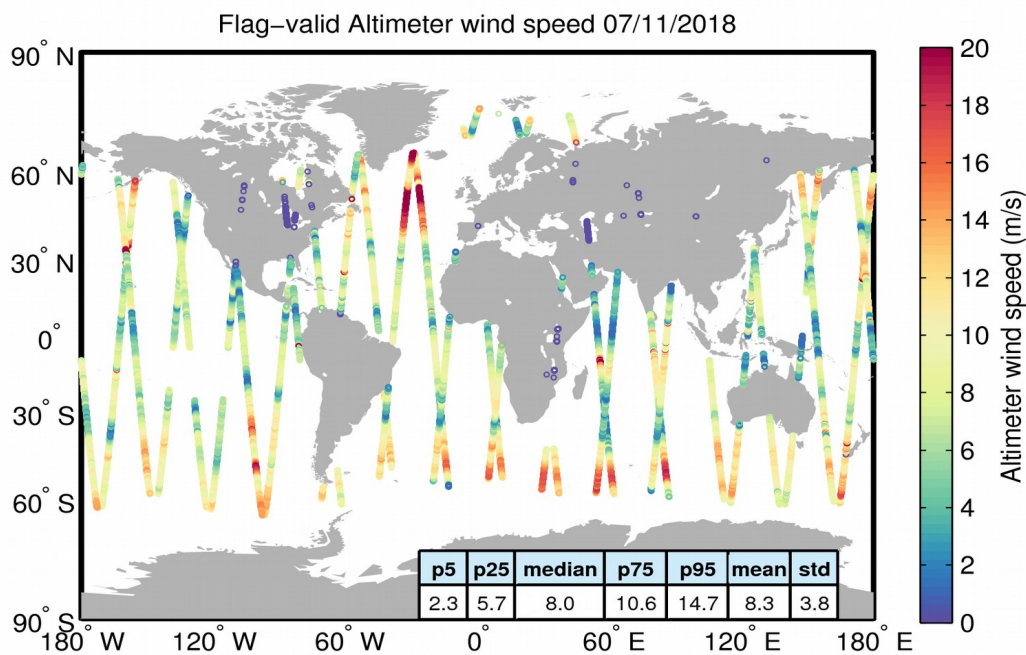 Flag−valid Altimeter wind speed 07/11/2018
90° N
60° N
30° N
0°
30° S
60° S
90° S
180° W
120° W
60° W
0°
60° E
120° E
180° E
p5 p25 median p75 p95 mean std
2.3 5.7 8.0 10.6 14.7 8.3 3.8
20
18
16
14
12
10
8
6
4
2
0
Altimeter wind speed (m/s)